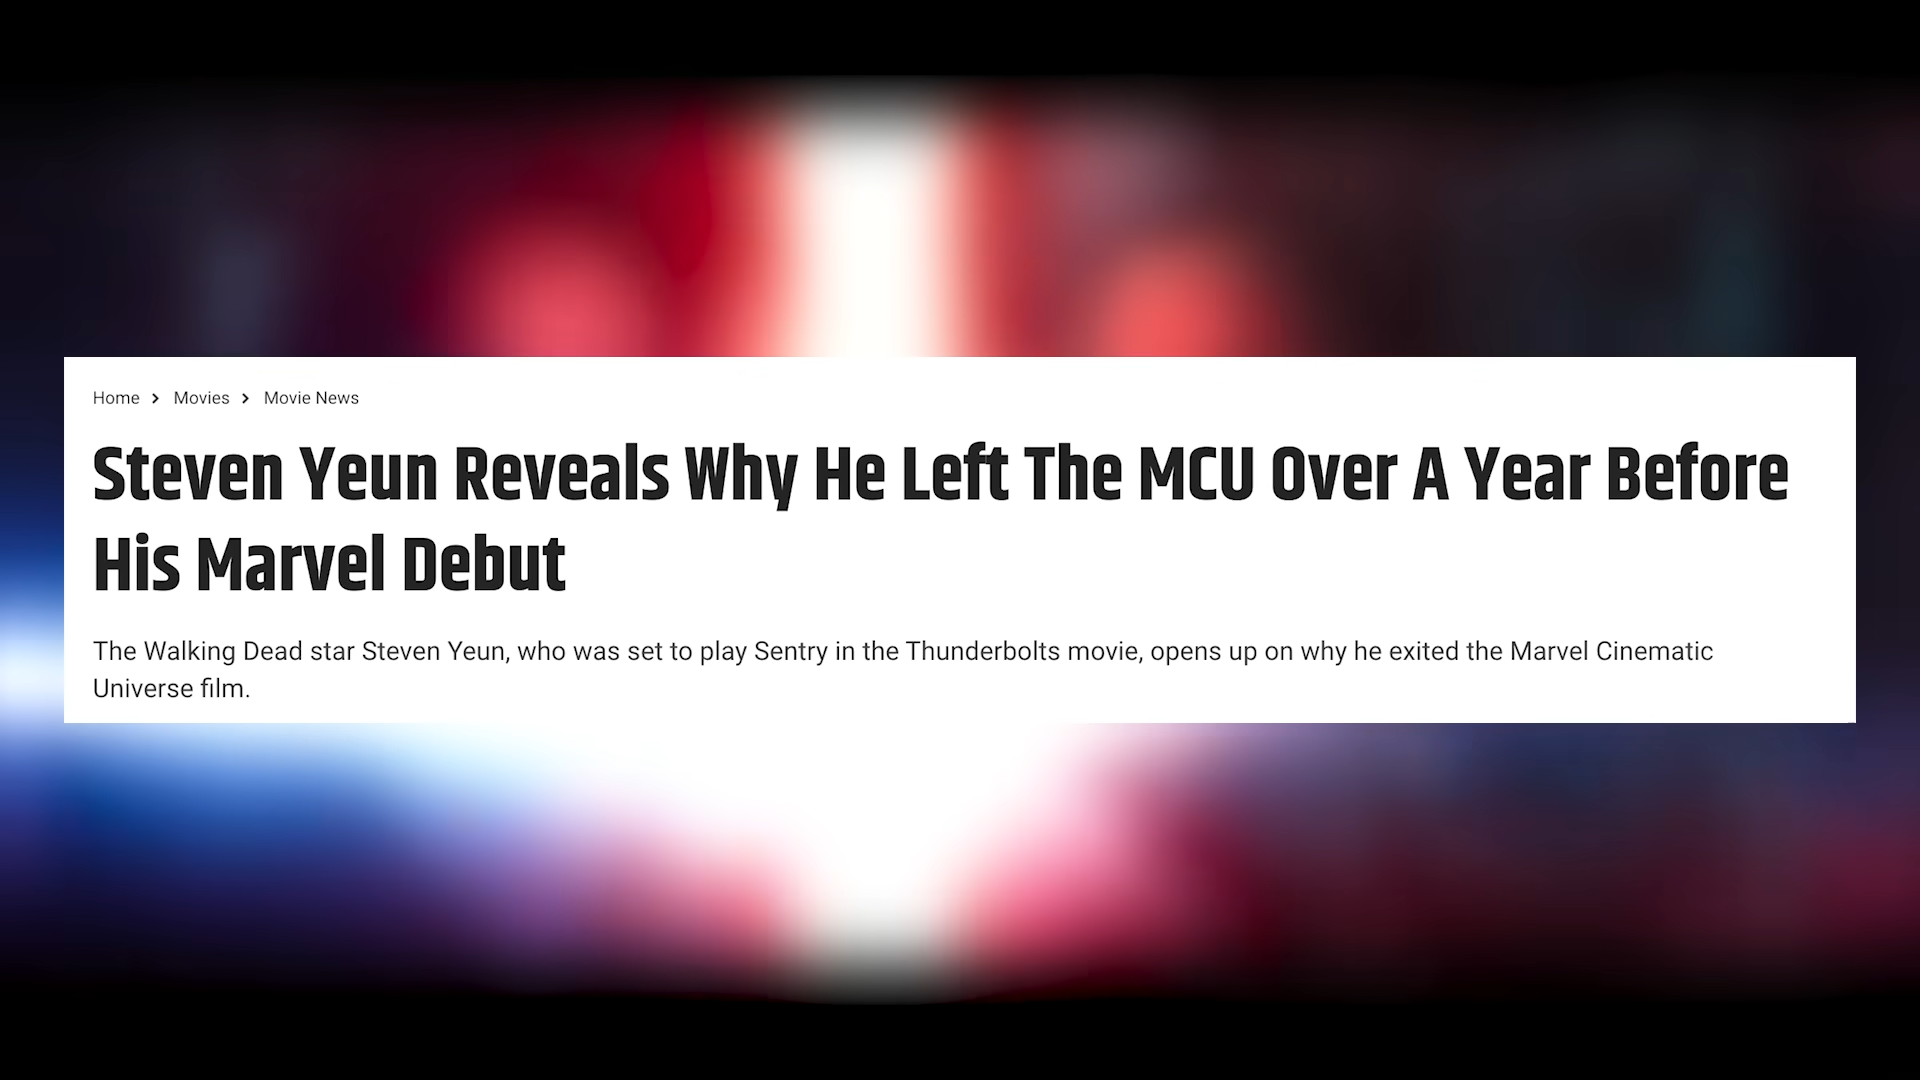 Home > Movies > Movie News
Steven Yeun Reveals Why He Left The MCU Over A Year Before
His Marvel Debut
The Walking Dead star Steven Yeun, who was set to play Sentry in the Thunderbolts movie, opens up on why he exited the Marvel Cinematic
Universe film.